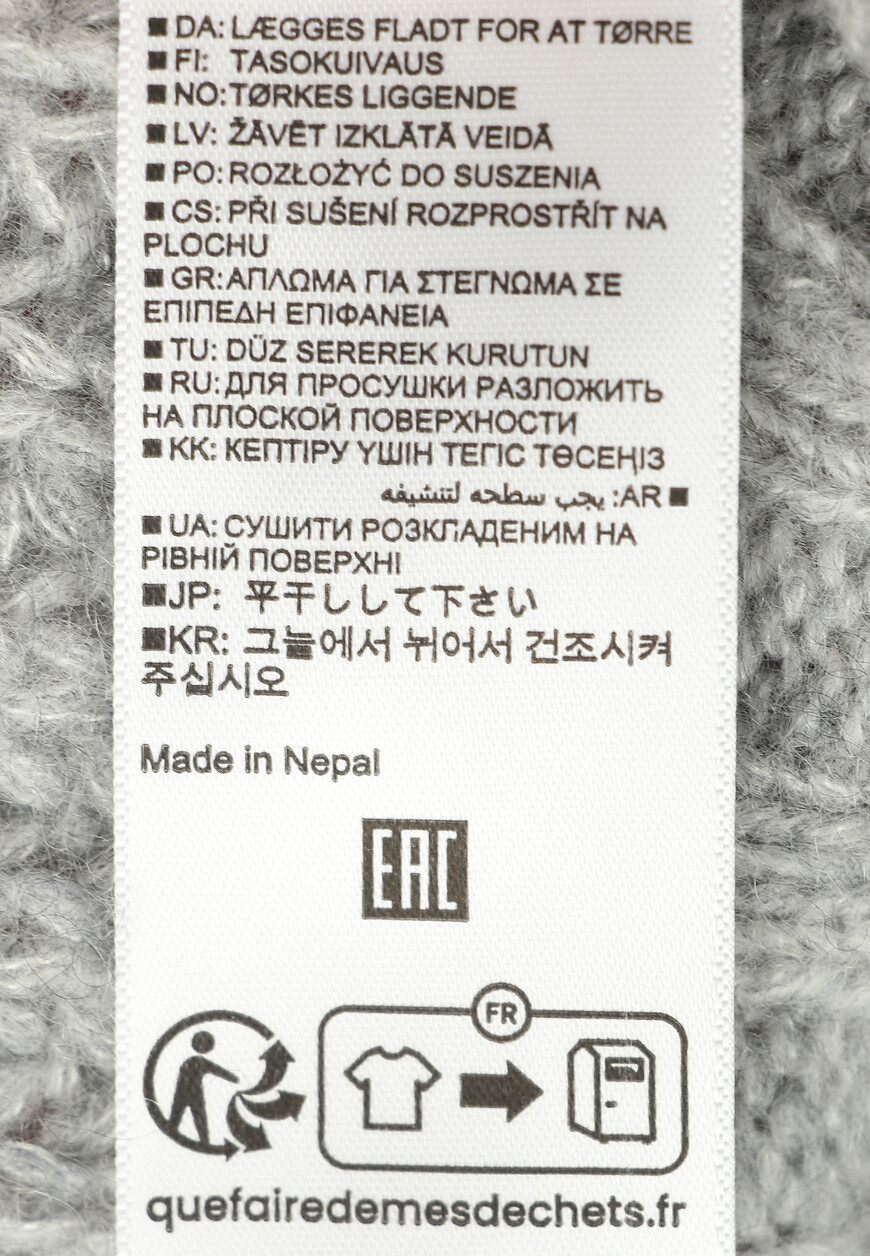 ■ DA: LÆGGES FLADT FOR AT TØRRE
■ FI: TASOKUIVAUS
■ NO:TØRKES LIGGENDE
■ LV: ŽĀVĒT IZKLĀTĀ VEIDĀ
■ PO:ROZŁOŻYĆ DO SUSZENIA
■ CS:PŘI SUŠENÍ ROZPROSTŘÍT NA
PLOCHU
■ GR:ΑΠΛΩΜΑ ΓΙΑ ΣΤΕΓΝΩΜΑ ΣΕ
ΕΠΙΠΕΔΗ ΕΠΙΦΑΝΕΙΑ
■ TU: DÜZ SEREREK KURUTUN
■ RU:ДЛЯ ПРОСУШКИ РАЗЛОЖИТЬ
НА ПЛОСКОЙ ПОВЕРХНОСТИ
■ KK: КЕПТІРУ ҮШІН ТЕГІС ТӨСЕҢІЗ
■ AR: يجب سطحه لتنشيفه
■ UA: СУШИТИ РОЗКЛАДЕНИМ НА
РІВНІЙ ПОВЕРХНІ
■JP: 平干しして下さい
■KR: 그늘에서 뉘어서 건조시켜
주십시오
Made in Nepal
EAC
FR
quefairedemesdechets.fr